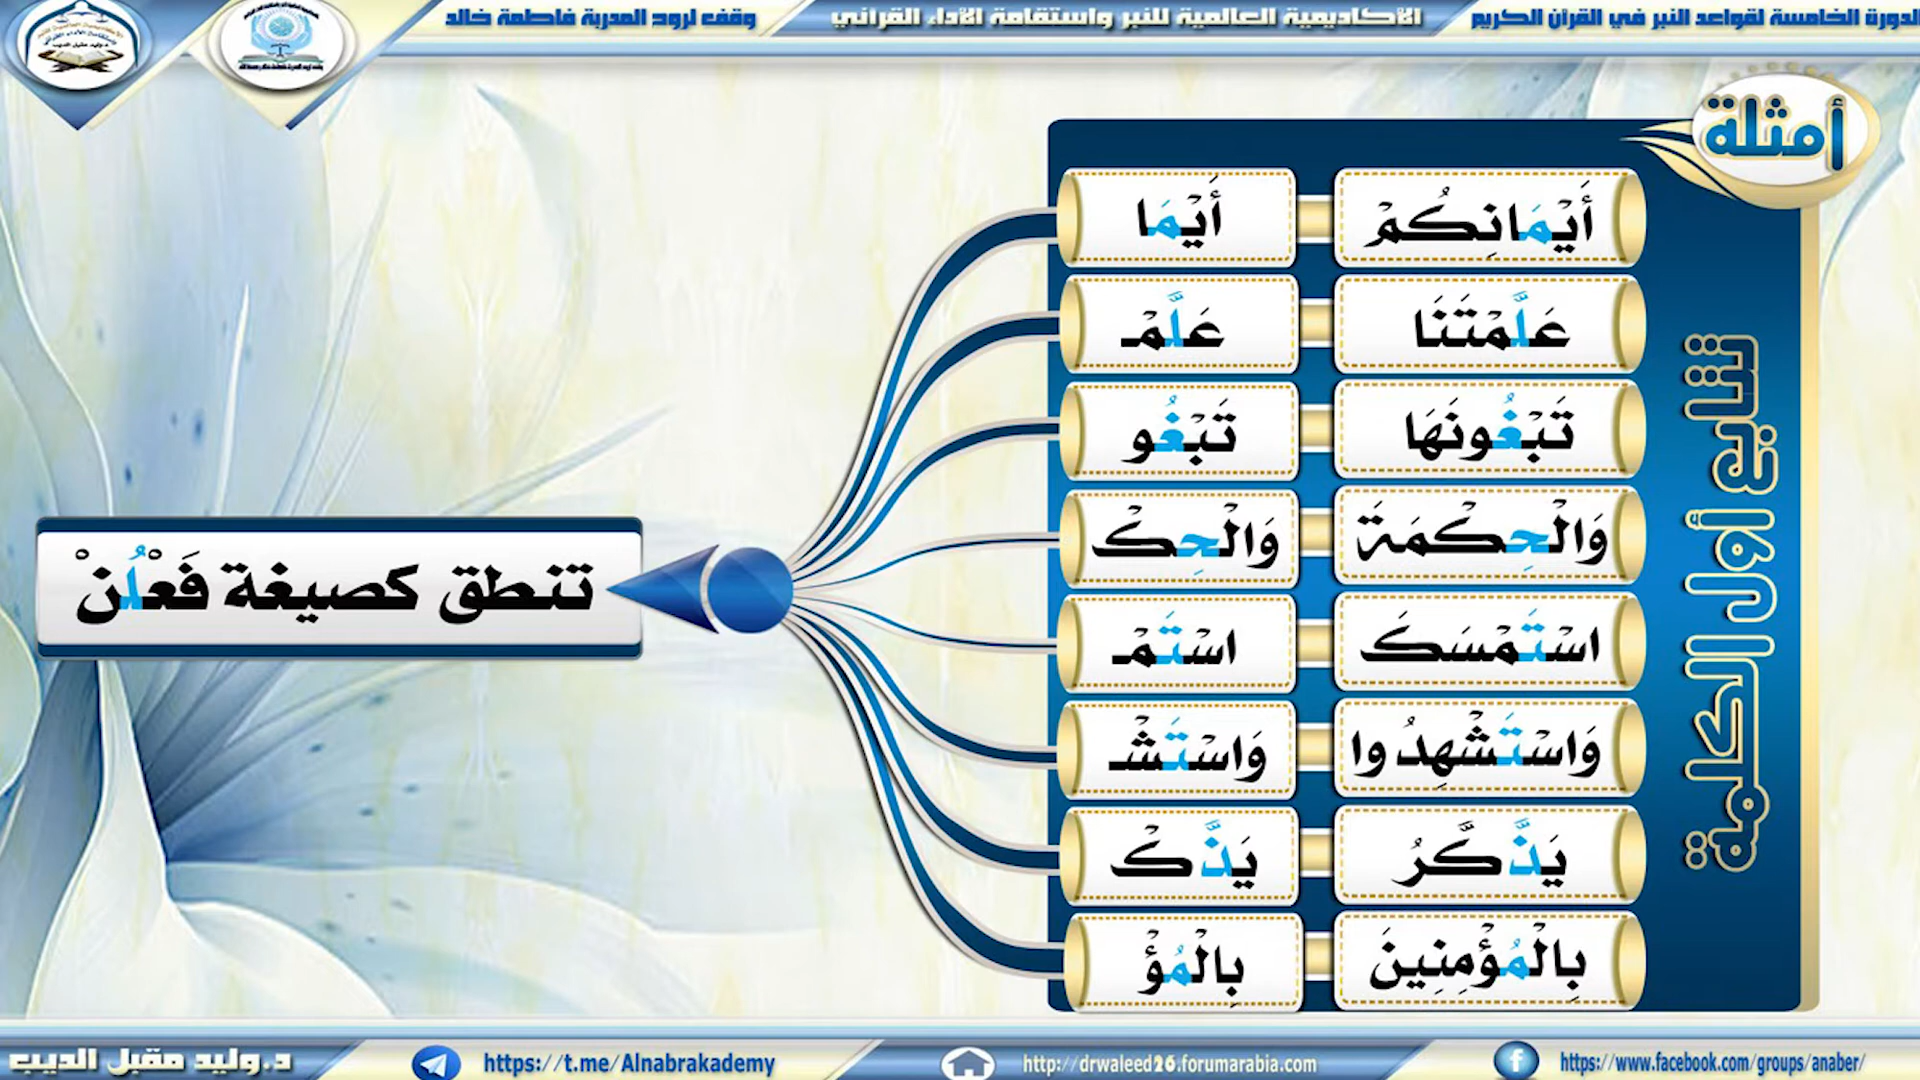 الدورة الخامسة لقواعد النبر في القرآن الكريم
الأكاديمية العالمية للنبر واستقامة الأداء القرآني
وقف لروح المدربة فاطمة خالد
أمثلة
تتابع أول الكلمة
أَيْمَانِكُمْ أَيْمَا
عَلَّمْتَنَا عَلَّمْـ
تَبْغُونَهَا تَبْغُو
وَالْحِكْمَةَ وَالْحِكْ
اسْتَمْسَكَ اسْتَمْـ
وَاسْتَشْهِدُوا وَاسْتَشْـ
يَذَّكَّرُ يَذَّكْ
بِالْمُؤْمِنِينَ بِالْمُؤْ
تنطق كصيغة فَعْلُنْ
https://www.facebook.com/groups/anaber/
http://drwaleed26.forumarabia.com
https://t.me/Alnabrakademy
د.وليد مقبل الديب